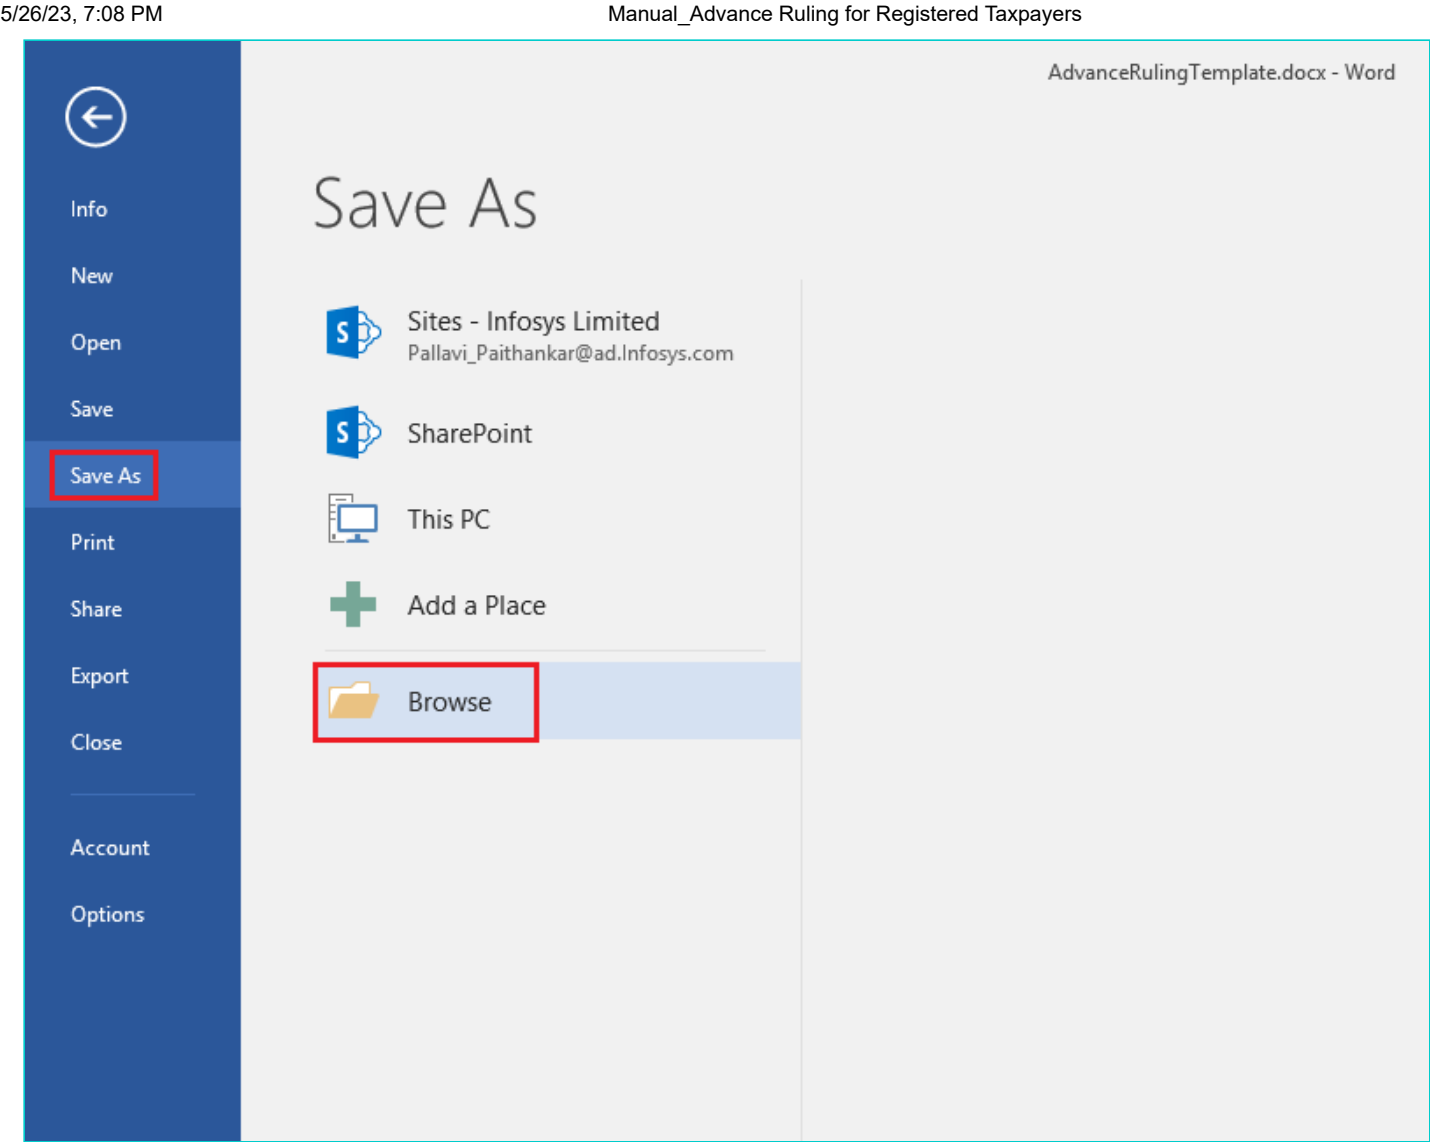 5/26/23, 7:08 PM
Manual_Advance Ruling for Registered Taxpayers
AdvanceRulingTemplate.docx - Word
Info
New
Open
Save
Save As
Print
Share
Export
Close
Account
Options
Save As
S
Sites - Infosys Limited
Pallavi_Paithankar@ad.Infosys.com
S
SharePoint
This PC
Add a Place
Browse